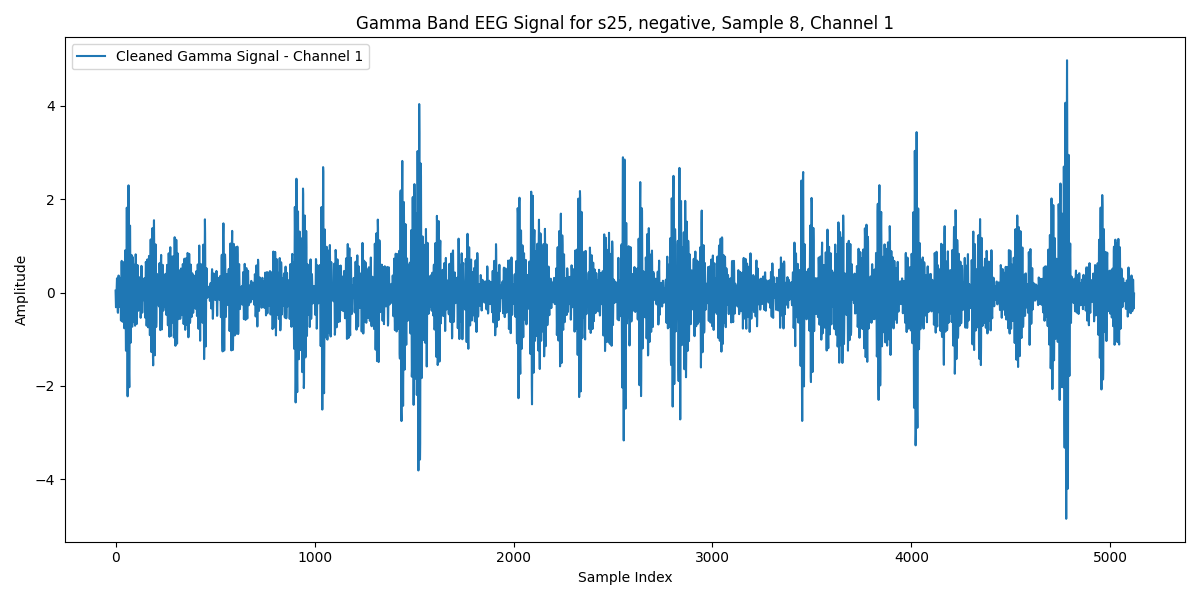 Gamma Band EEG Signal for s25, negative, Sample 8, Channel 1
Cleaned Gamma Signal - Channel 1
Amplitude
4
2
0
−2
−4
0 1000 2000 3000 4000 5000
Sample Index